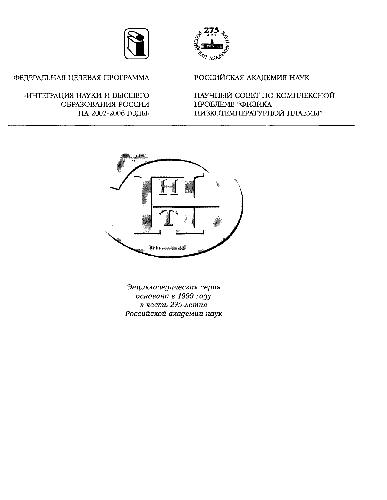 275
ФЕДЕРАЛЬНАЯ ЦЕЛЕВАЯ ПРОГРАММА
«ИНТЕГРАЦИЯ НАУКИ И ВЫСШЕГО
ОБРАЗОВАНИЯ РОССИИ
НА 2002-2006 ГОДЫ»
РОССИЙСКАЯ АКАДЕМИЯ НАУК
НАУЧНЫЙ СОВЕТ ПО КОМПЛЕКСНОЙ
ПРОБЛЕМЕ "ФИЗИКА
НИЗКОТЕМПЕРАТУРНОЙ ПЛАЗМЫ"
Н
Т
Энциклопедическая серия
основана в 1999 году
в честь 275-летия
Российской академии наук